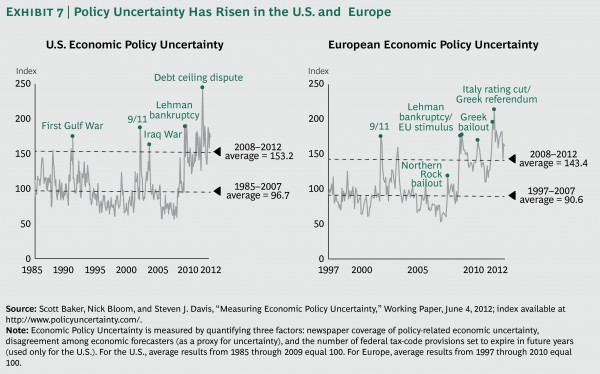 EXHIBIT 7 | Policy Uncertainty Has Risen in the U.S. and Europe
U.S. Economic Policy Uncertainty
European Economic Policy Uncertainty
Index
250
200
150
100
50
0
1985
1990
1995
2000
2005
2010
2012
First Gulf War
9/11
Iraq War
Lehman
bankruptcy
Debt ceiling dispute
2008–2012
average = 153.2
1985–2007
average = 96.7
Index
250
200
150
100
50
0
1997
2000
2005
2010
2012
9/11
Lehman
bankruptcy/
EU stimulus
Northern
Rock
bailout
Greek
bailout
Italy rating cut/
Greek referendum
2008–2012
average = 143.4
1997–2007
average = 90.6
Source: Scott Baker, Nick Bloom, and Steven J. Davis, “Measuring Economic Policy Uncertainty,” Working Paper, June 4, 2012; index available at
http://www.policyuncertainty.com/.
Note: Economic Policy Uncertainty is measured by quantifying three factors: newspaper coverage of policy-related economic uncertainty,
disagreement among economic forecasters (as a proxy for uncertainty), and the number of federal tax-code provisions set to expire in future years
(used only for the U.S.). For the U.S., average results from 1985 through 2009 equal 100. For Europe, average results from 1997 through 2010 equal
100.